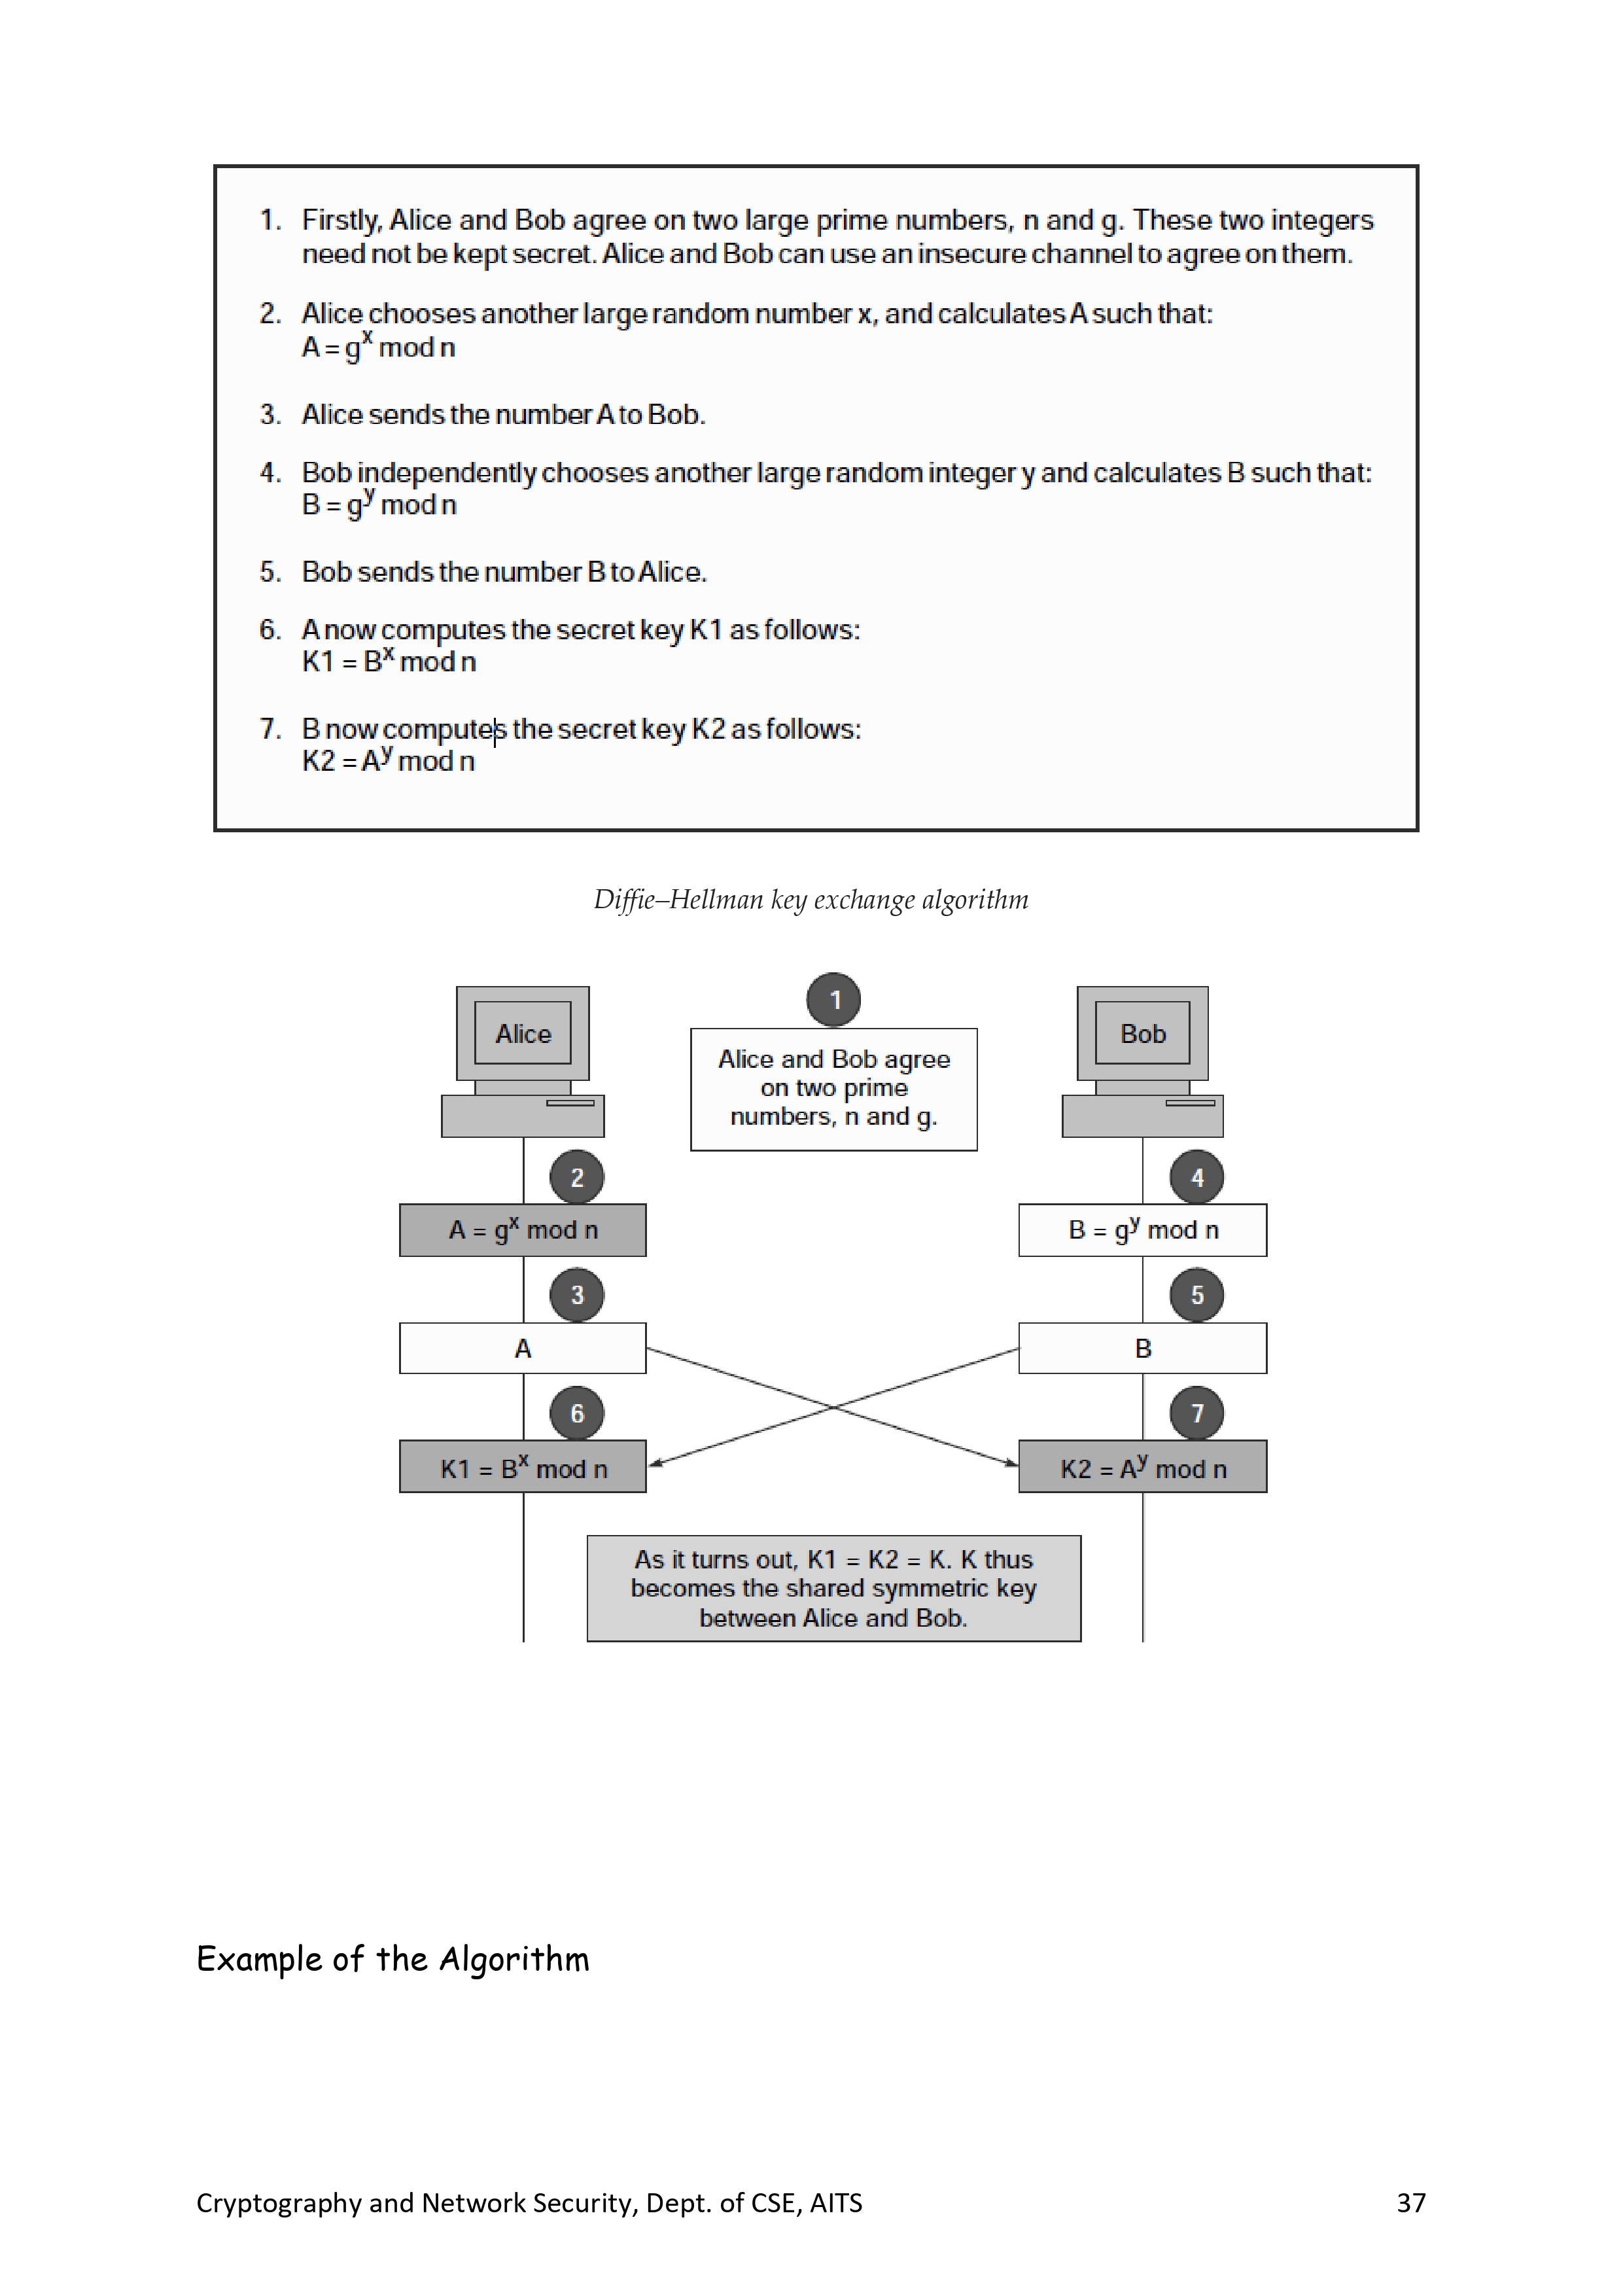 1. Firstly, Alice and Bob agree on two large prime numbers, n and g. These two integers
need not be kept secret. Alice and Bob can use an insecure channel to agree on them.
2. Alice chooses another large random number x, and calculates A such that:
A = g^x mod n
3. Alice sends the number A to Bob.
4. Bob independently chooses another large random integer y and calculates B such that:
B = g^y mod n
5. Bob sends the number B to Alice.
6. A now computes the secret key K1 as follows:
K1 = B^x mod n
7. B now computes the secret key K2 as follows:
K2 = A^y mod n
Diffie–Hellman key exchange algorithm
1
Alice
Bob
Alice and Bob agree
on two prime
numbers, n and g.
2
4
A = g^x mod n
B = g^y mod n
3
5
A
B
6
7
K1 = B^x mod n
K2 = A^y mod n
As it turns out, K1 = K2 = K. K thus
becomes the shared symmetric key
between Alice and Bob.
Example of the Algorithm
Cryptography and Network Security, Dept. of CSE, AITS 37